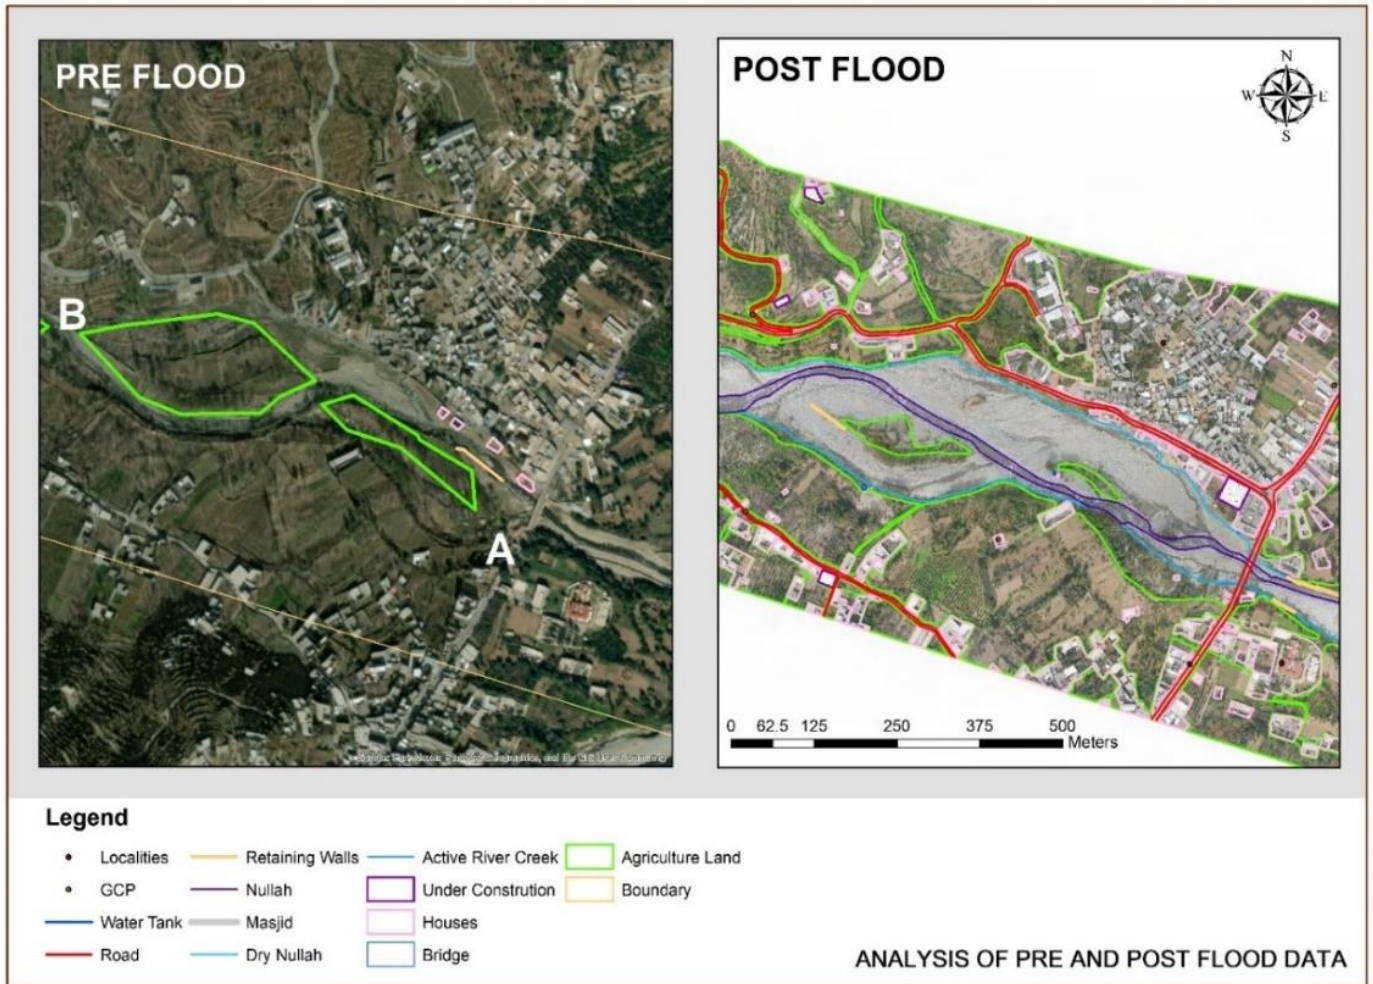 PRE FLOOD
B
A
POST FLOOD
N
W E
S
0 62.5 125 250 375 500
Meters
Legend
Localities
GCP
Water Tank
Road
Retaining Walls
Nullah
Masjid
Dry Nullah
Active River Creek
Under Constrution
Houses
Bridge
Agriculture Land
Boundary
ANALYSIS OF PRE AND POST FLOOD DATA